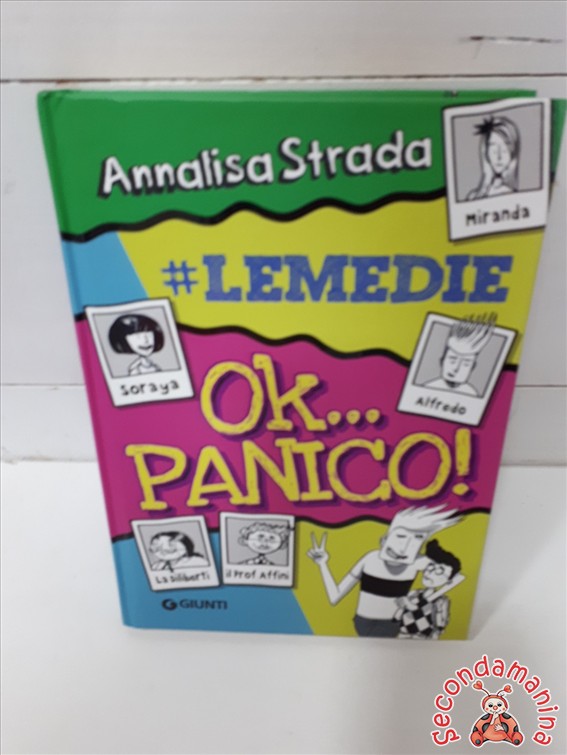 Annalisa Strada
Miranda
#LEMEDIE
Soraya
Ok...
Alfredo
PANICO!
La Siliberti
il Prof Affini
GIUNTI
Secondamanina